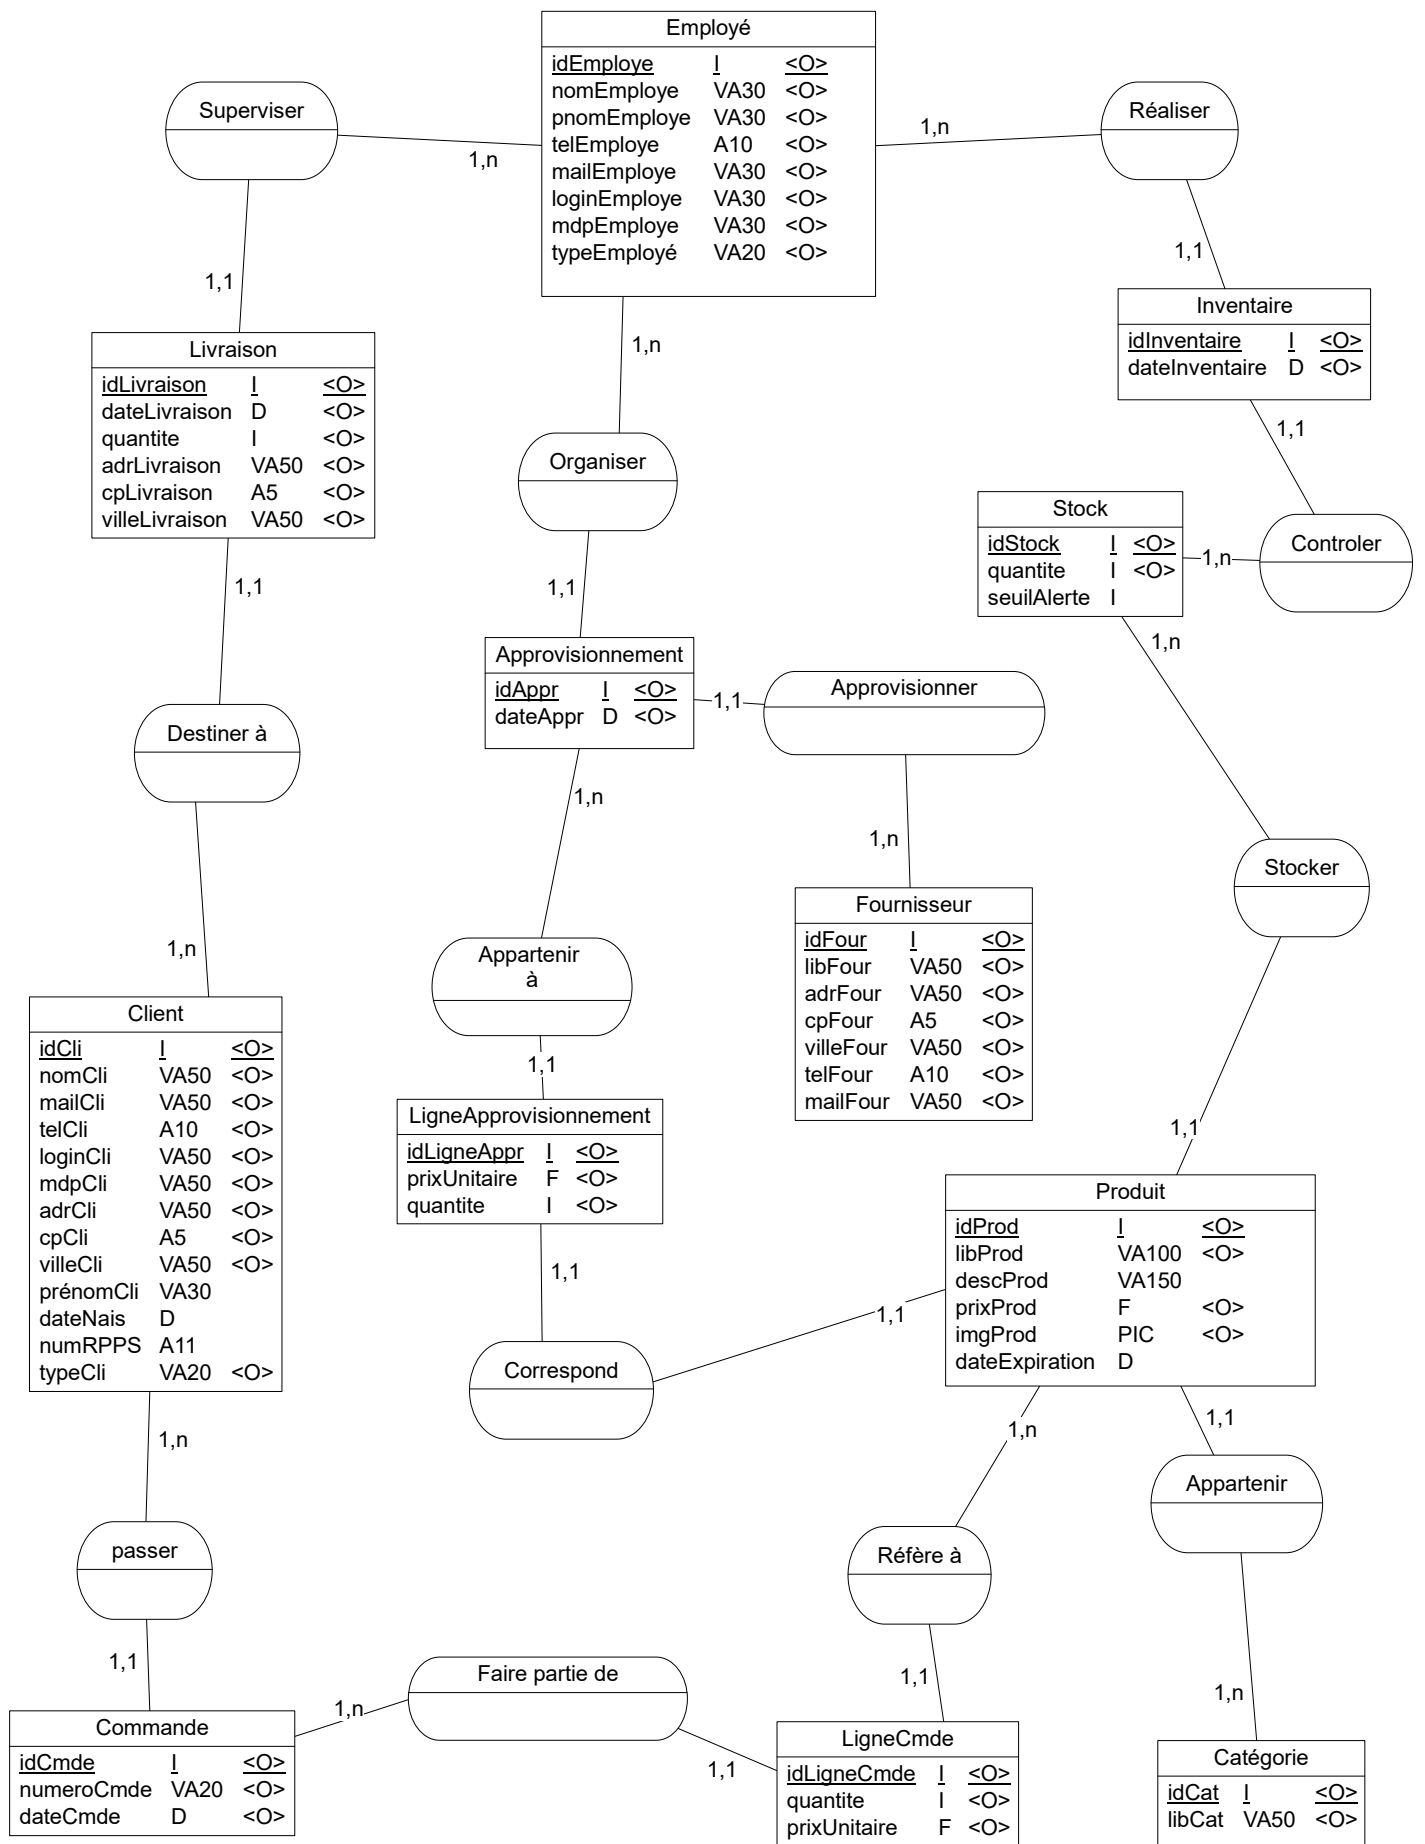 Employé
idEmploye I <O>
nomEmploye VA30 <O>
pnomEmploye VA30 <O>
telEmploye A10 <O>
mailEmploye VA30 <O>
loginEmploye VA30 <O>
mdpEmploye VA30 <O>
typeEmployé VA20 <O>
Superviser
1,n
1,1
Réaliser
1,n
1,1
Livraison
idLivraison I <O>
dateLivraison D <O>
quantite I <O>
adrLivraison VA50 <O>
cpLivraison A5 <O>
villeLivraison VA50 <O>
1,1
Inventaire
idInventaire I <O>
dateInventaire D <O>
1,1
1,n
Organiser
1,1
Stock
idStock I <O>
quantite I <O>
seuilAlerte I
1,n
Controler
1,n
Approvisionnement
idAppr I <O>
dateAppr D <O>
1,1
Approvisionner
1,n
1,n
Destiner à
1,n
Stocker
1,1
Fournisseur
idFour I <O>
libFour VA50 <O>
adrFour VA50 <O>
cpFour A5 <O>
villeFour VA50 <O>
telFour A10 <O>
mailFour VA50 <O>
Appartenir
à
1,1
Client
idCli I <O>
nomCli VA50 <O>
mailCli VA50 <O>
telCli A10 <O>
loginCli VA50 <O>
mdpCli VA50 <O>
adrCli VA50 <O>
cpCli A5 <O>
villeCli VA50 <O>
prénomCli VA30
dateNais D
numRPPS A11
typeCli VA20 <O>
1,n
LigneApprovisionnement
idLigneAppr I <O>
prixUnitaire F <O>
quantite I <O>
1,1
Correspond
1,1
Produit
idProd I <O>
libProd VA100 <O>
descProd VA150
prixProd F <O>
imgProd PIC <O>
dateExpiration D
1,n
1,1
Appartenir
1,n
Réfère à
1,1
passer
1,1
Faire partie de
1,n
1,1
Commande
idCmde I <O>
numeroCmde VA20 <O>
dateCmde D <O>
LigneCmde
idLigneCmde I <O>
quantite I <O>
prixUnitaire F <O>
Catégorie
idCat I <O>
libCat VA50 <O>